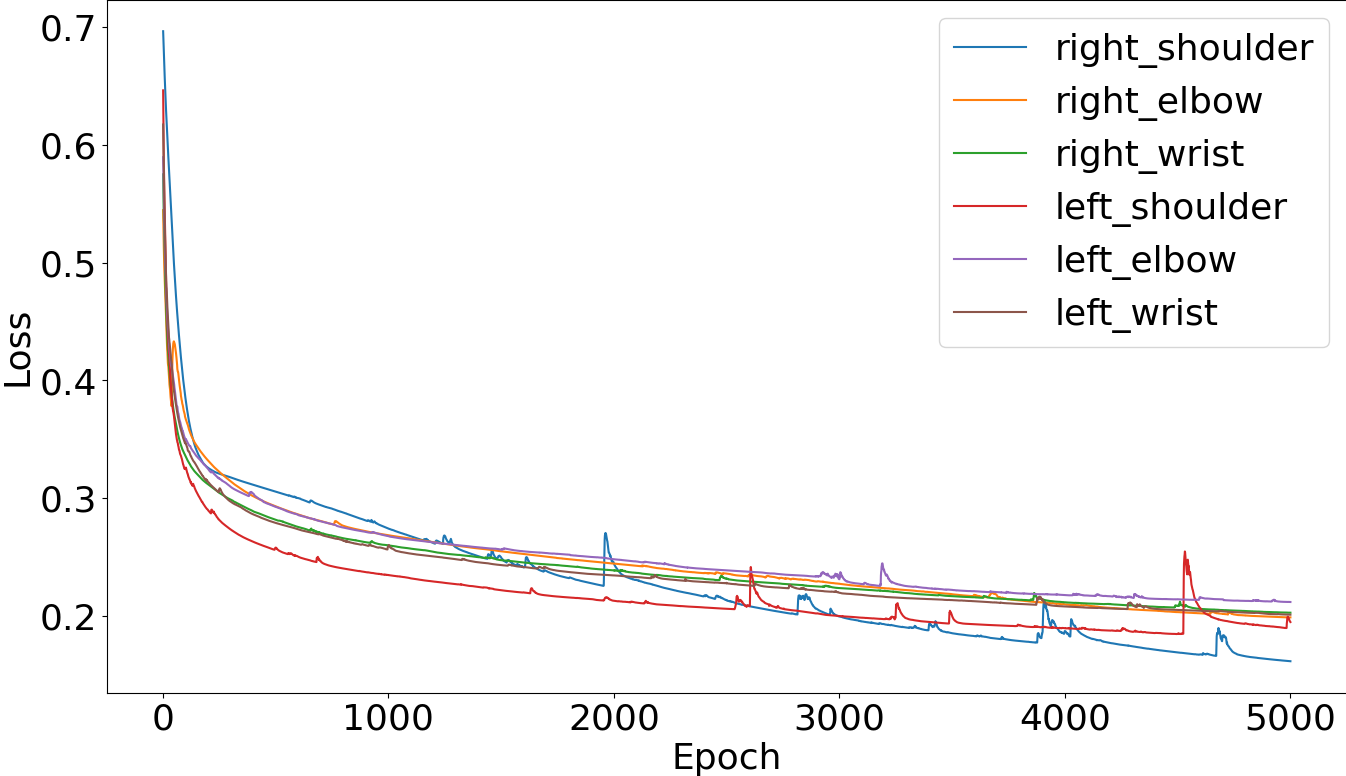 0.7
0.6
0.5
0.4
0.3
0.2
Loss
right_shoulder
right_elbow
right_wrist
left_shoulder
left_elbow
left_wrist
0 1000 2000 3000 4000 5000
Epoch